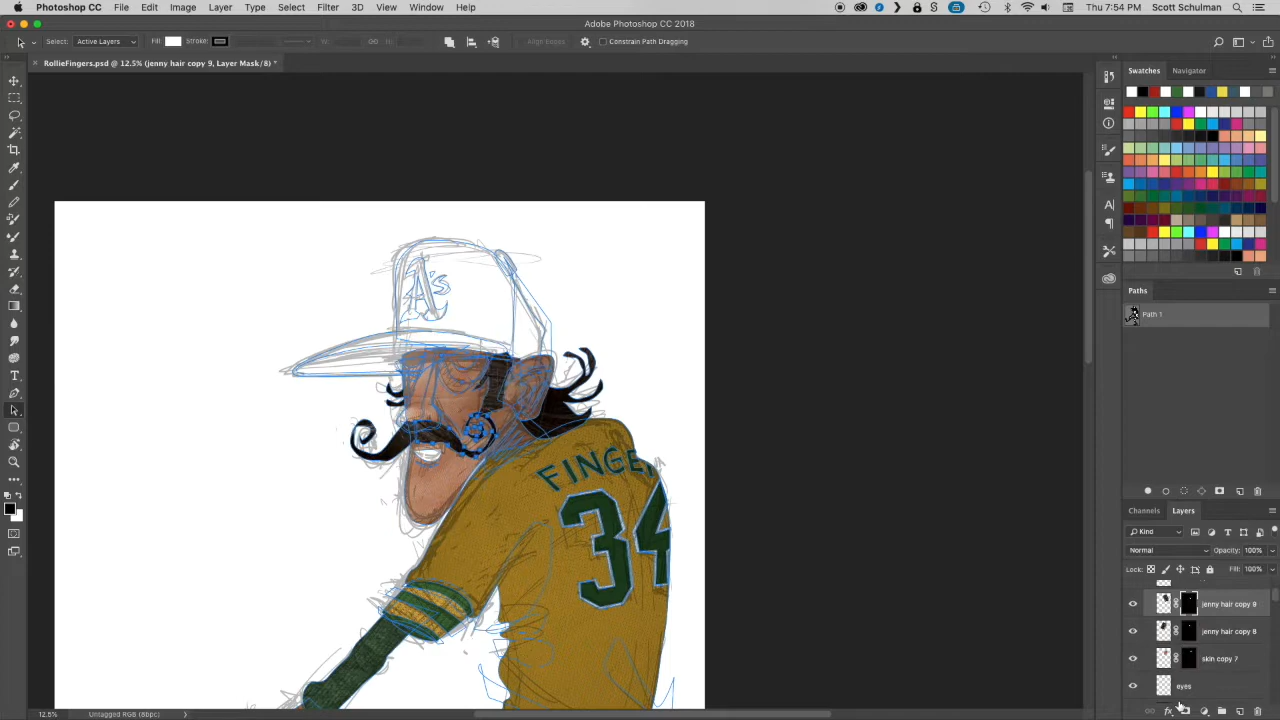 Photoshop CC File Edit Image Layer Type Select Filter 3D View Window Help Thu 7:54 PM Scott Schulman
Adobe Photoshop CC 2018
Select: Active Layers Fill: Stroke: W: H: Align Edges Constrain Path Dragging
RollieFingers.psd @ 12.5% (jenny hair copy 9, Layer Mask/8) *
Swatches Navigator
Paths
Path 1
A's
FINGE
34
Channels Layers
Kind
Normal Opacity: 100%
Lock: Fill: 100%
jenny hair copy 9
jenny hair copy 8
skin copy 7
eyes
12.5% Untagged RGB (8bpc)